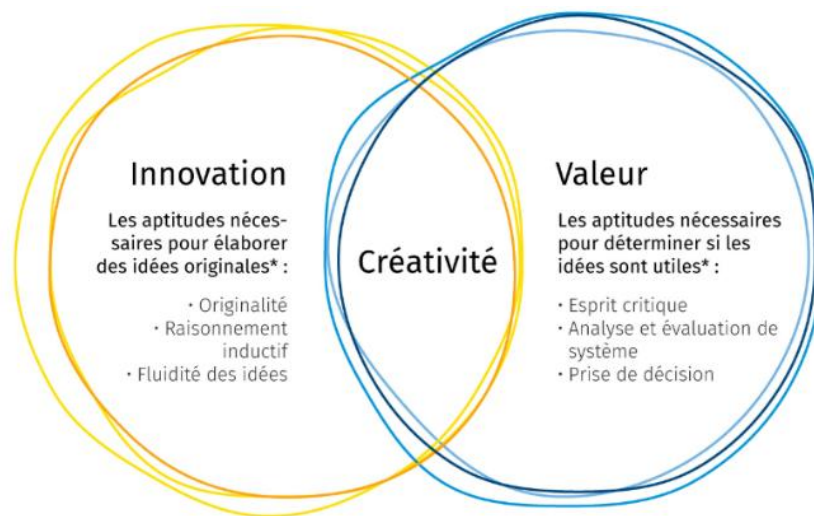 Innovation
Les aptitudes néces-
saires pour élaborer
des idées originales* :
· Originalité
· Raisonnement
inductif
· Fluidité des idées
Créativité
Valeur
Les aptitudes nécessaires
pour déterminer si les
idées sont utiles* :
· Esprit critique
· Analyse et évaluation de
système
· Prise de décision